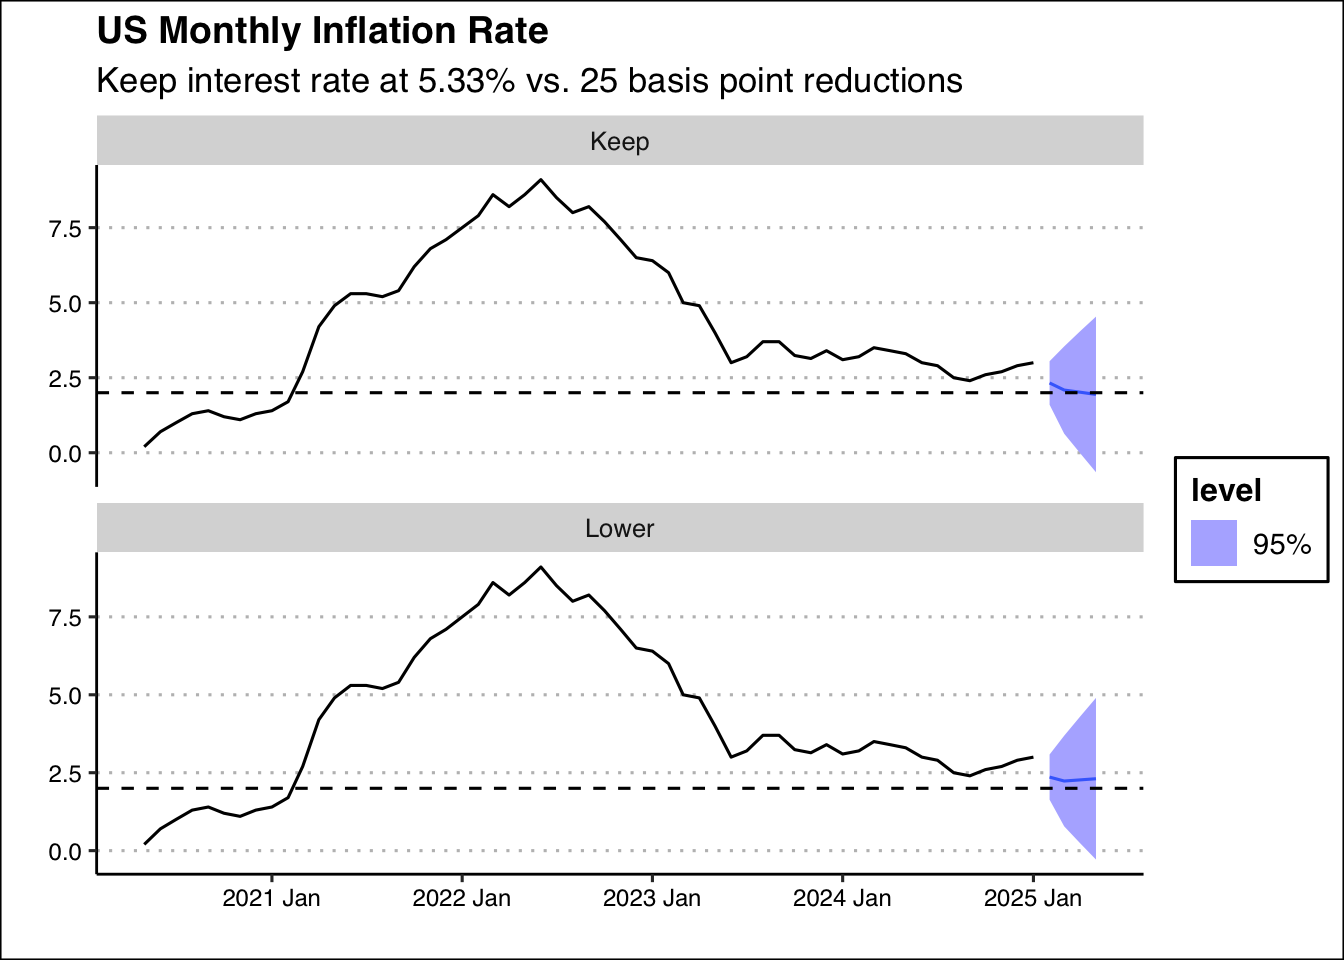 US Monthly Inflation Rate
Keep interest rate at 5.33% vs. 25 basis point reductions
Keep
7.5
5.0
2.5
0.0
Lower
7.5
5.0
2.5
0.0
2021 Jan
2022 Jan
2023 Jan
2024 Jan
2025 Jan
level
95%